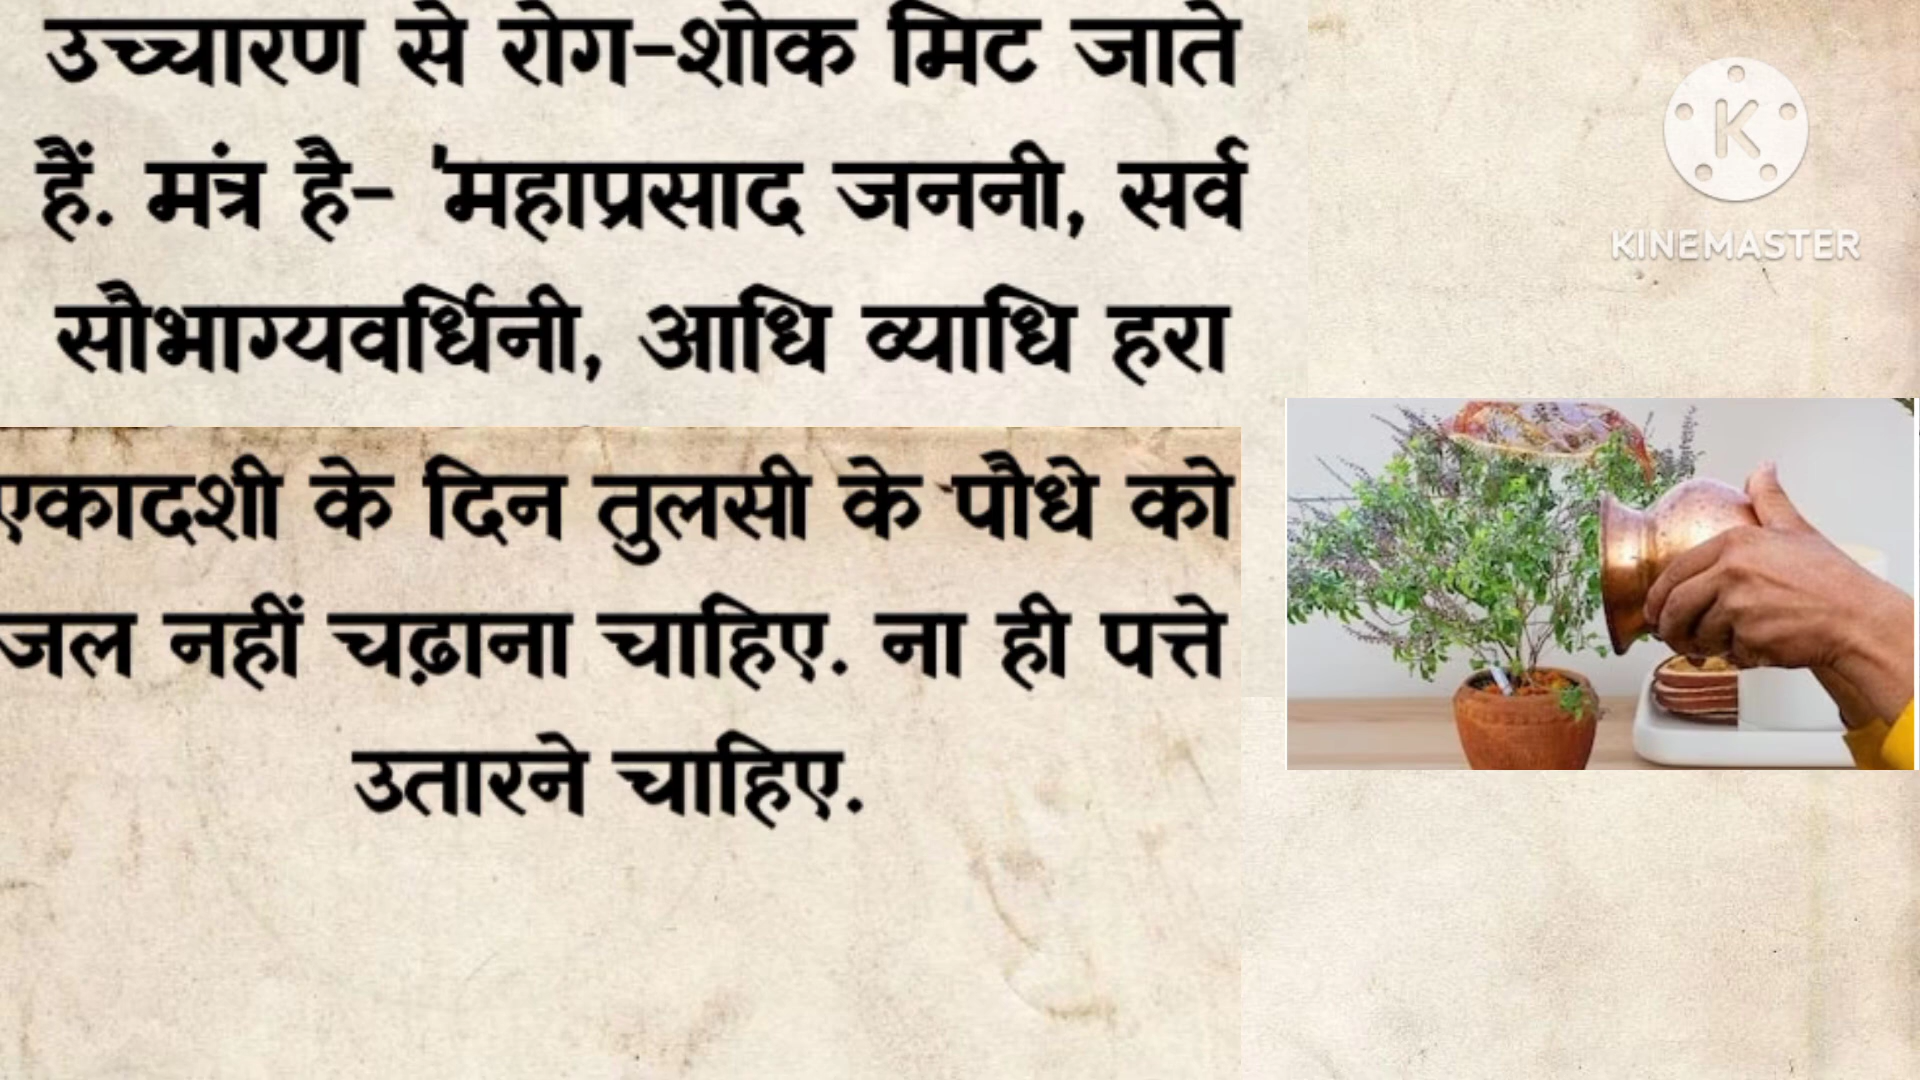 उच्चारण से रोग-शोक मिट जाते
हैं. मंत्र है- 'महाप्रसाद जननी, सर्व
सौभाग्यवर्धिनी, आधि व्याधि हरा
एकादशी के दिन तुलसी के पौधे को
जल नहीं चढ़ाना चाहिए. ना ही पत्ते
उतारने चाहिए.
K
KINEMASTER